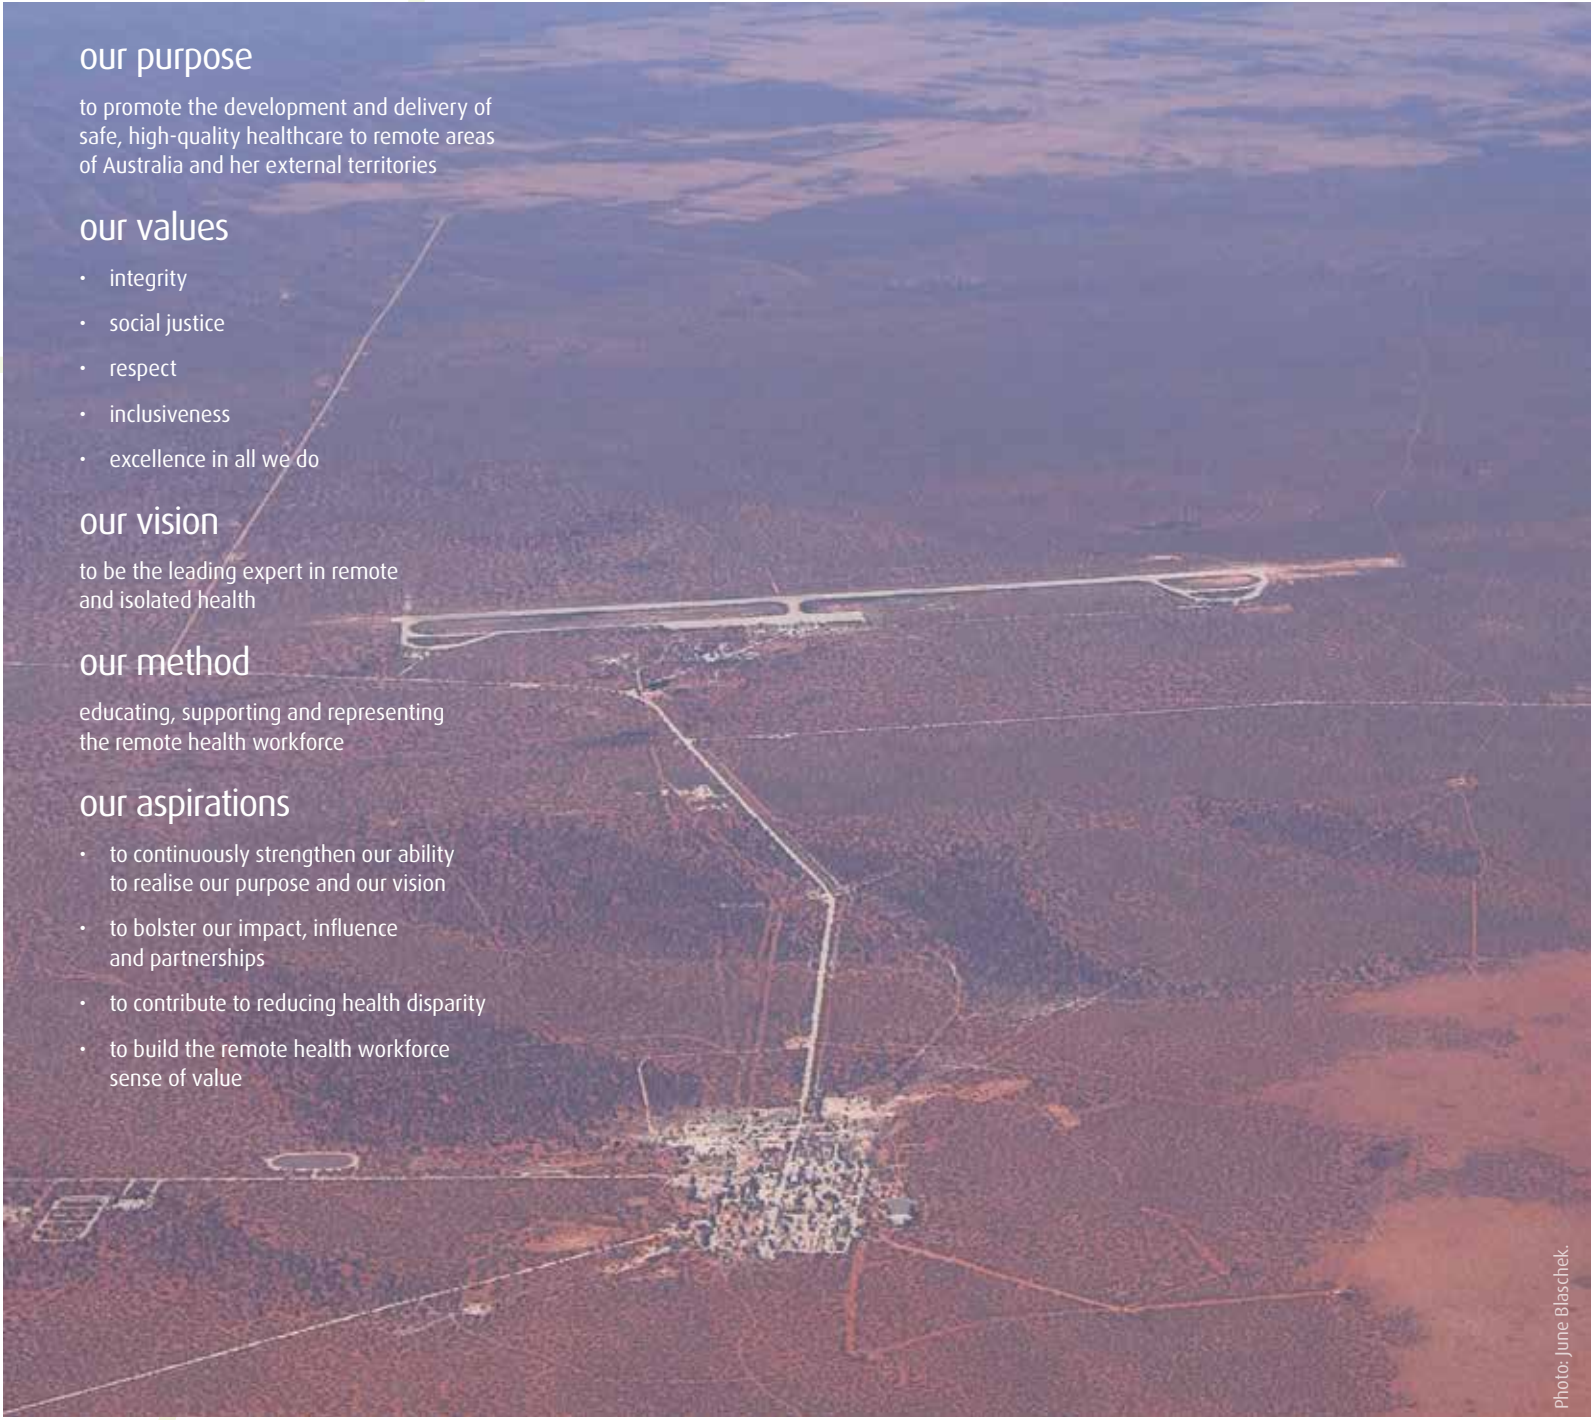 our purpose
to promote the development and delivery of
safe, high-quality healthcare to remote areas
of Australia and her external territories
our values
• integrity
• social justice
• respect
• inclusiveness
• excellence in all we do
our vision
to be the leading expert in remote
and isolated health
our method
educating, supporting and representing
the remote health workforce
our aspirations
• to continuously strengthen our ability
to realise our purpose and our vision
• to bolster our impact, influence
and partnerships
• to contribute to reducing health disparity
• to build the remote health workforce
sense of value
Photo: June Blaschek.